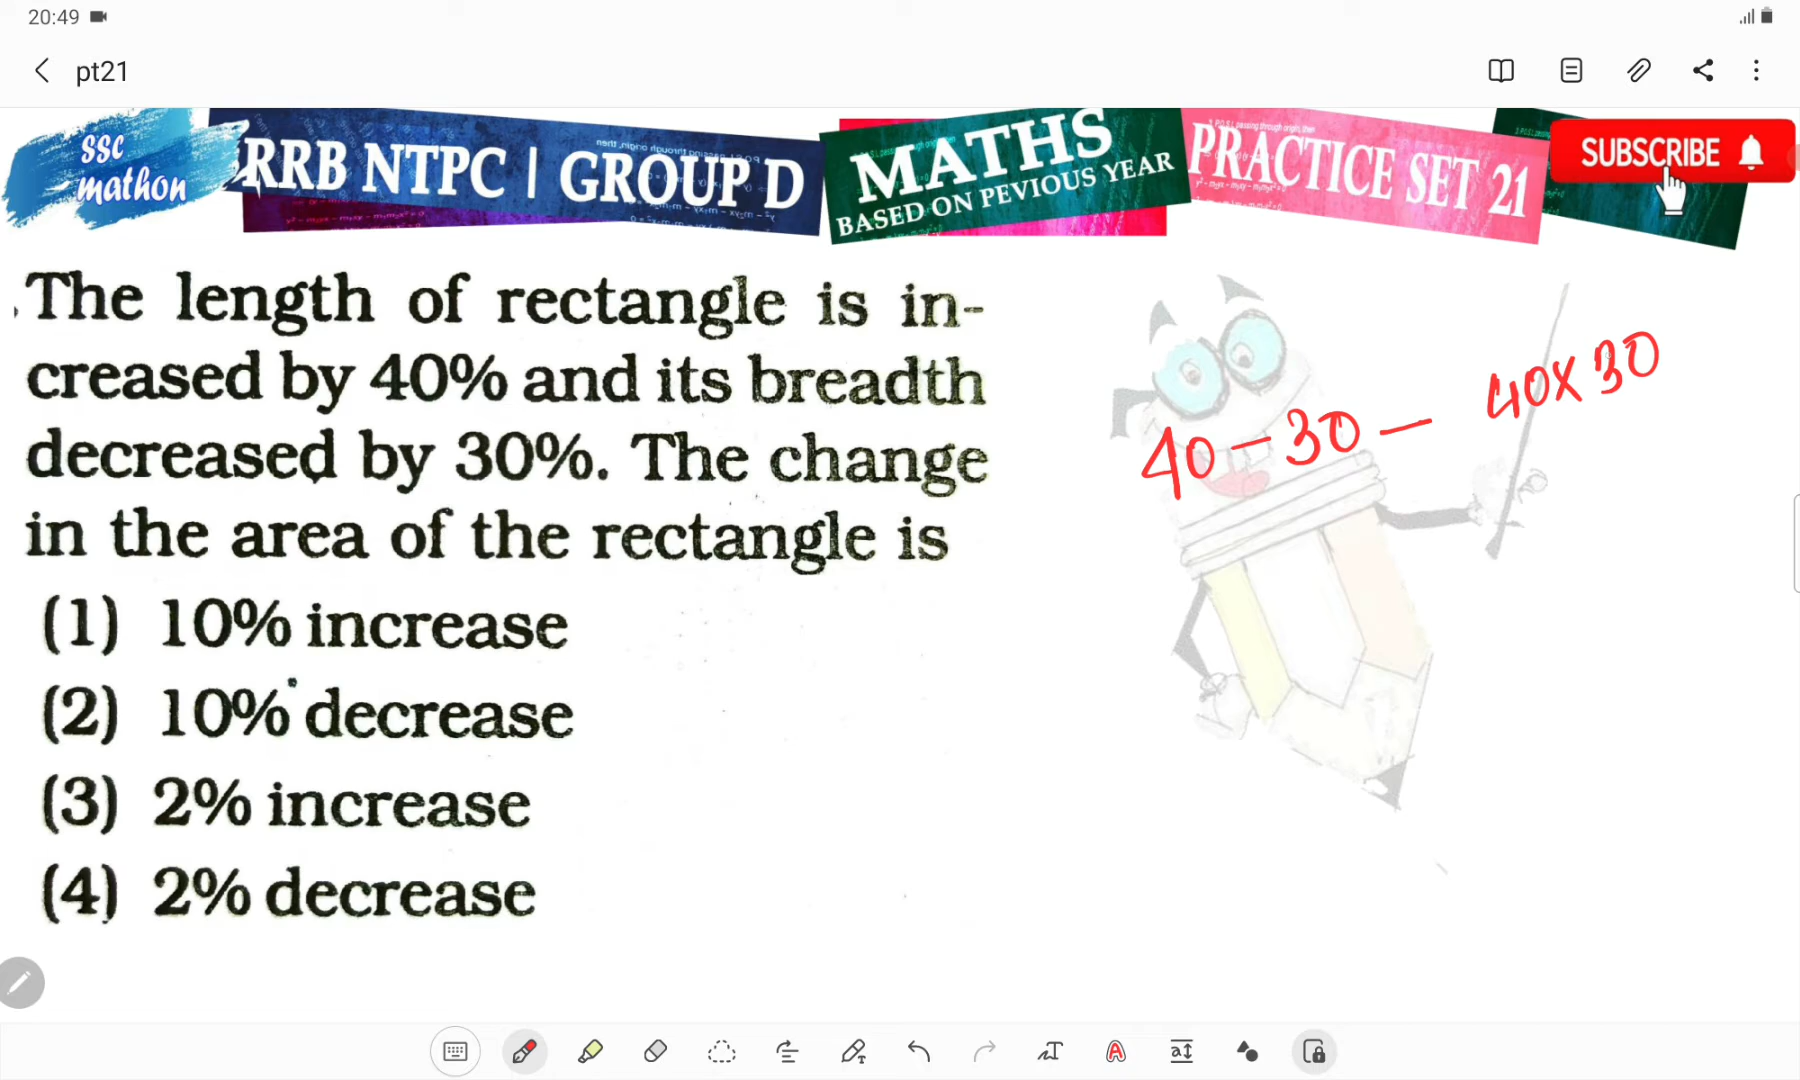 20:49
pt21
SSC
mathon
RRB NTPC | GROUP D
MATHS
BASED ON PEVIOUS YEAR
PRACTICE SET 21
SUBSCRIBE
The length of rectangle is in-
creased by 40% and its breadth
decreased by 30%. The change
in the area of the rectangle is
(1) 10% increase
(2) 10% decrease
(3) 2% increase
(4) 2% decrease
40 - 30 - 40 x 30